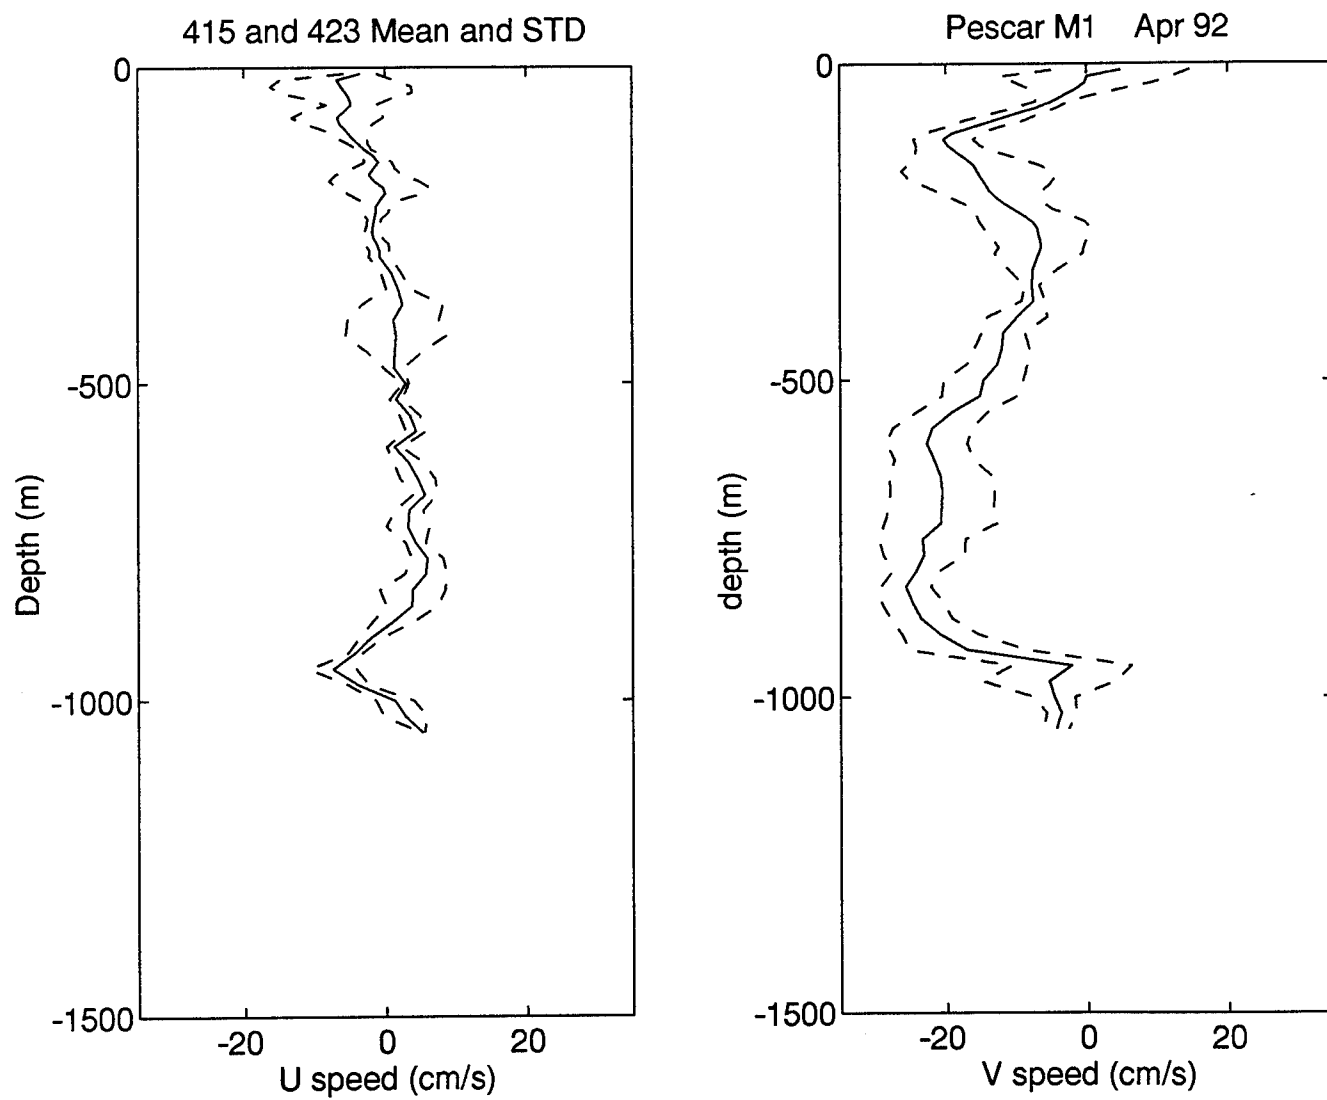 415 and 423 Mean and STD
Pescar M1 Apr 92
0
-500
-1000
-1500
Depth (m)
-20 0 20
U speed (cm/s)
0
-500
-1000
-1500
depth (m)
-20 0 20
V speed (cm/s)